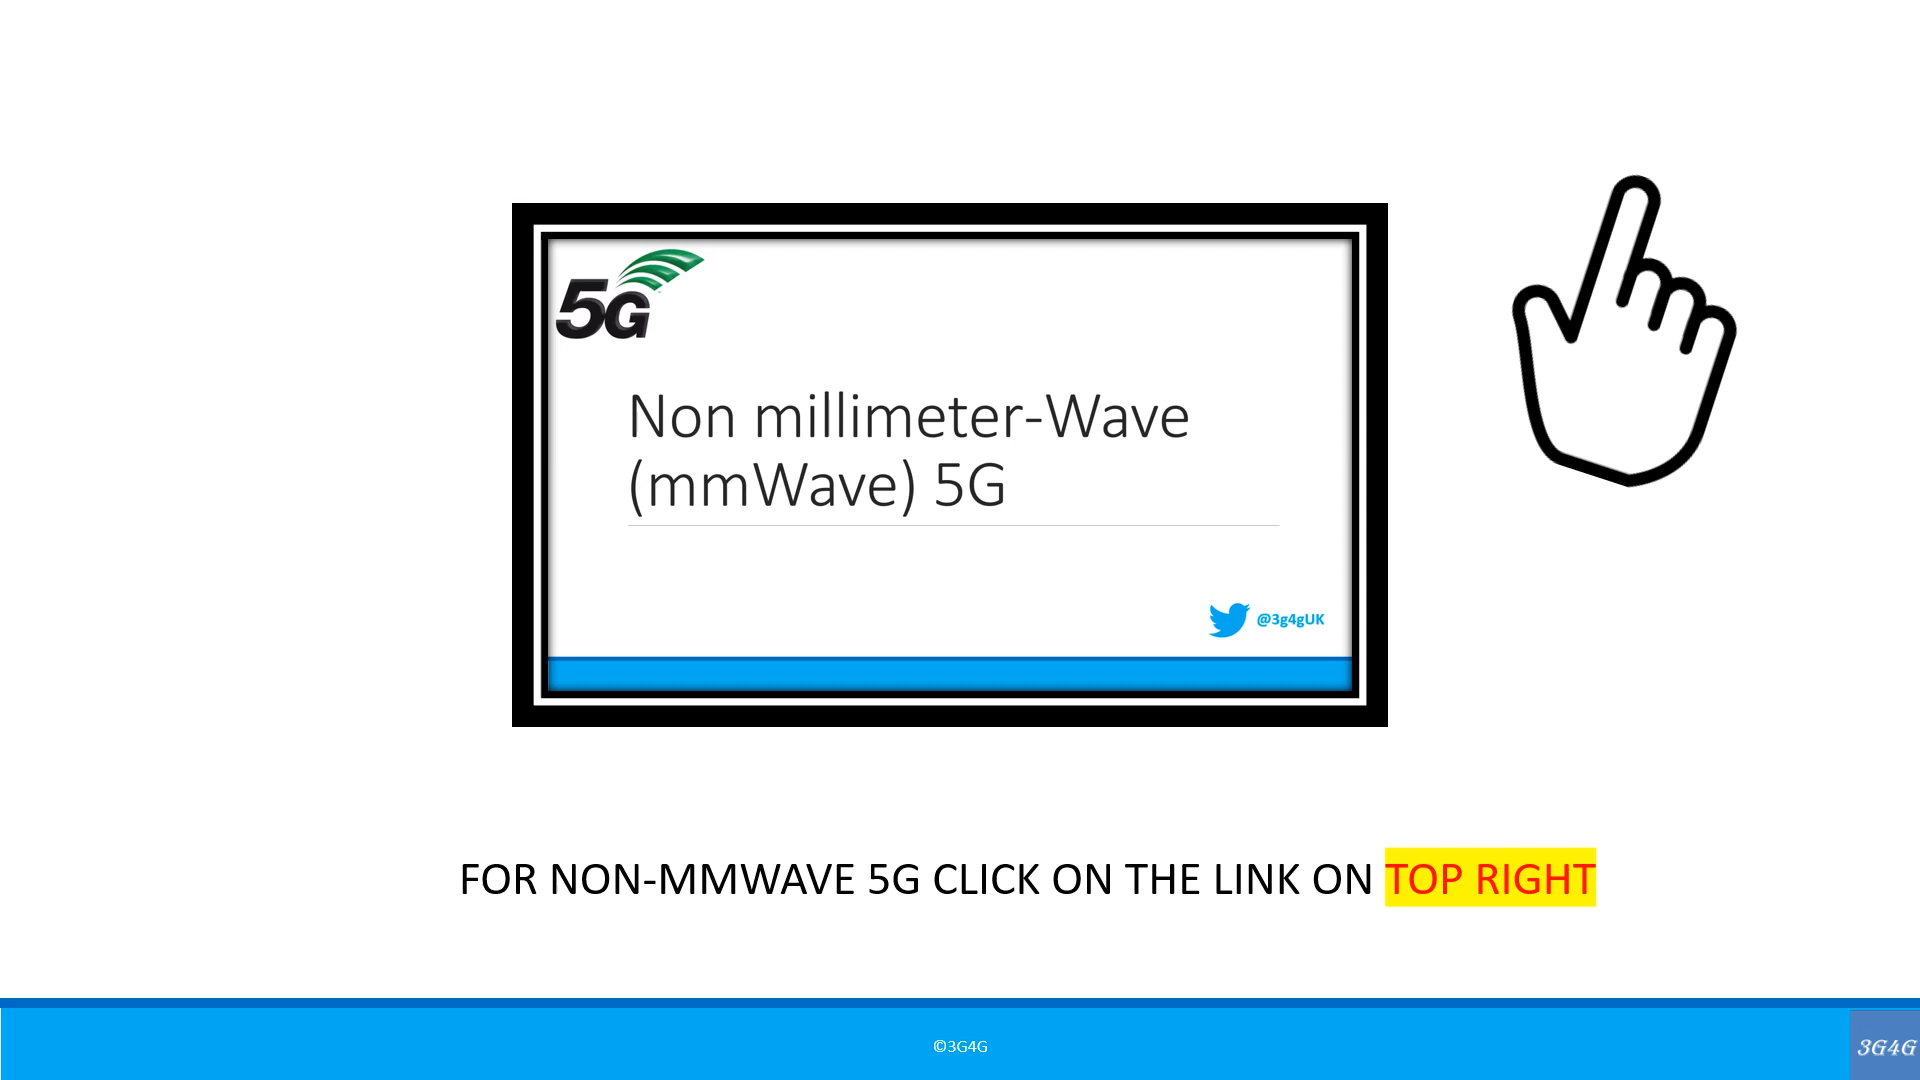 5G
Non millimeter-Wave
(mmWave) 5G
@3g4gUK
FOR NON-MMWAVE 5G CLICK ON THE LINK ON TOP RIGHT
©3G4G
3G4G